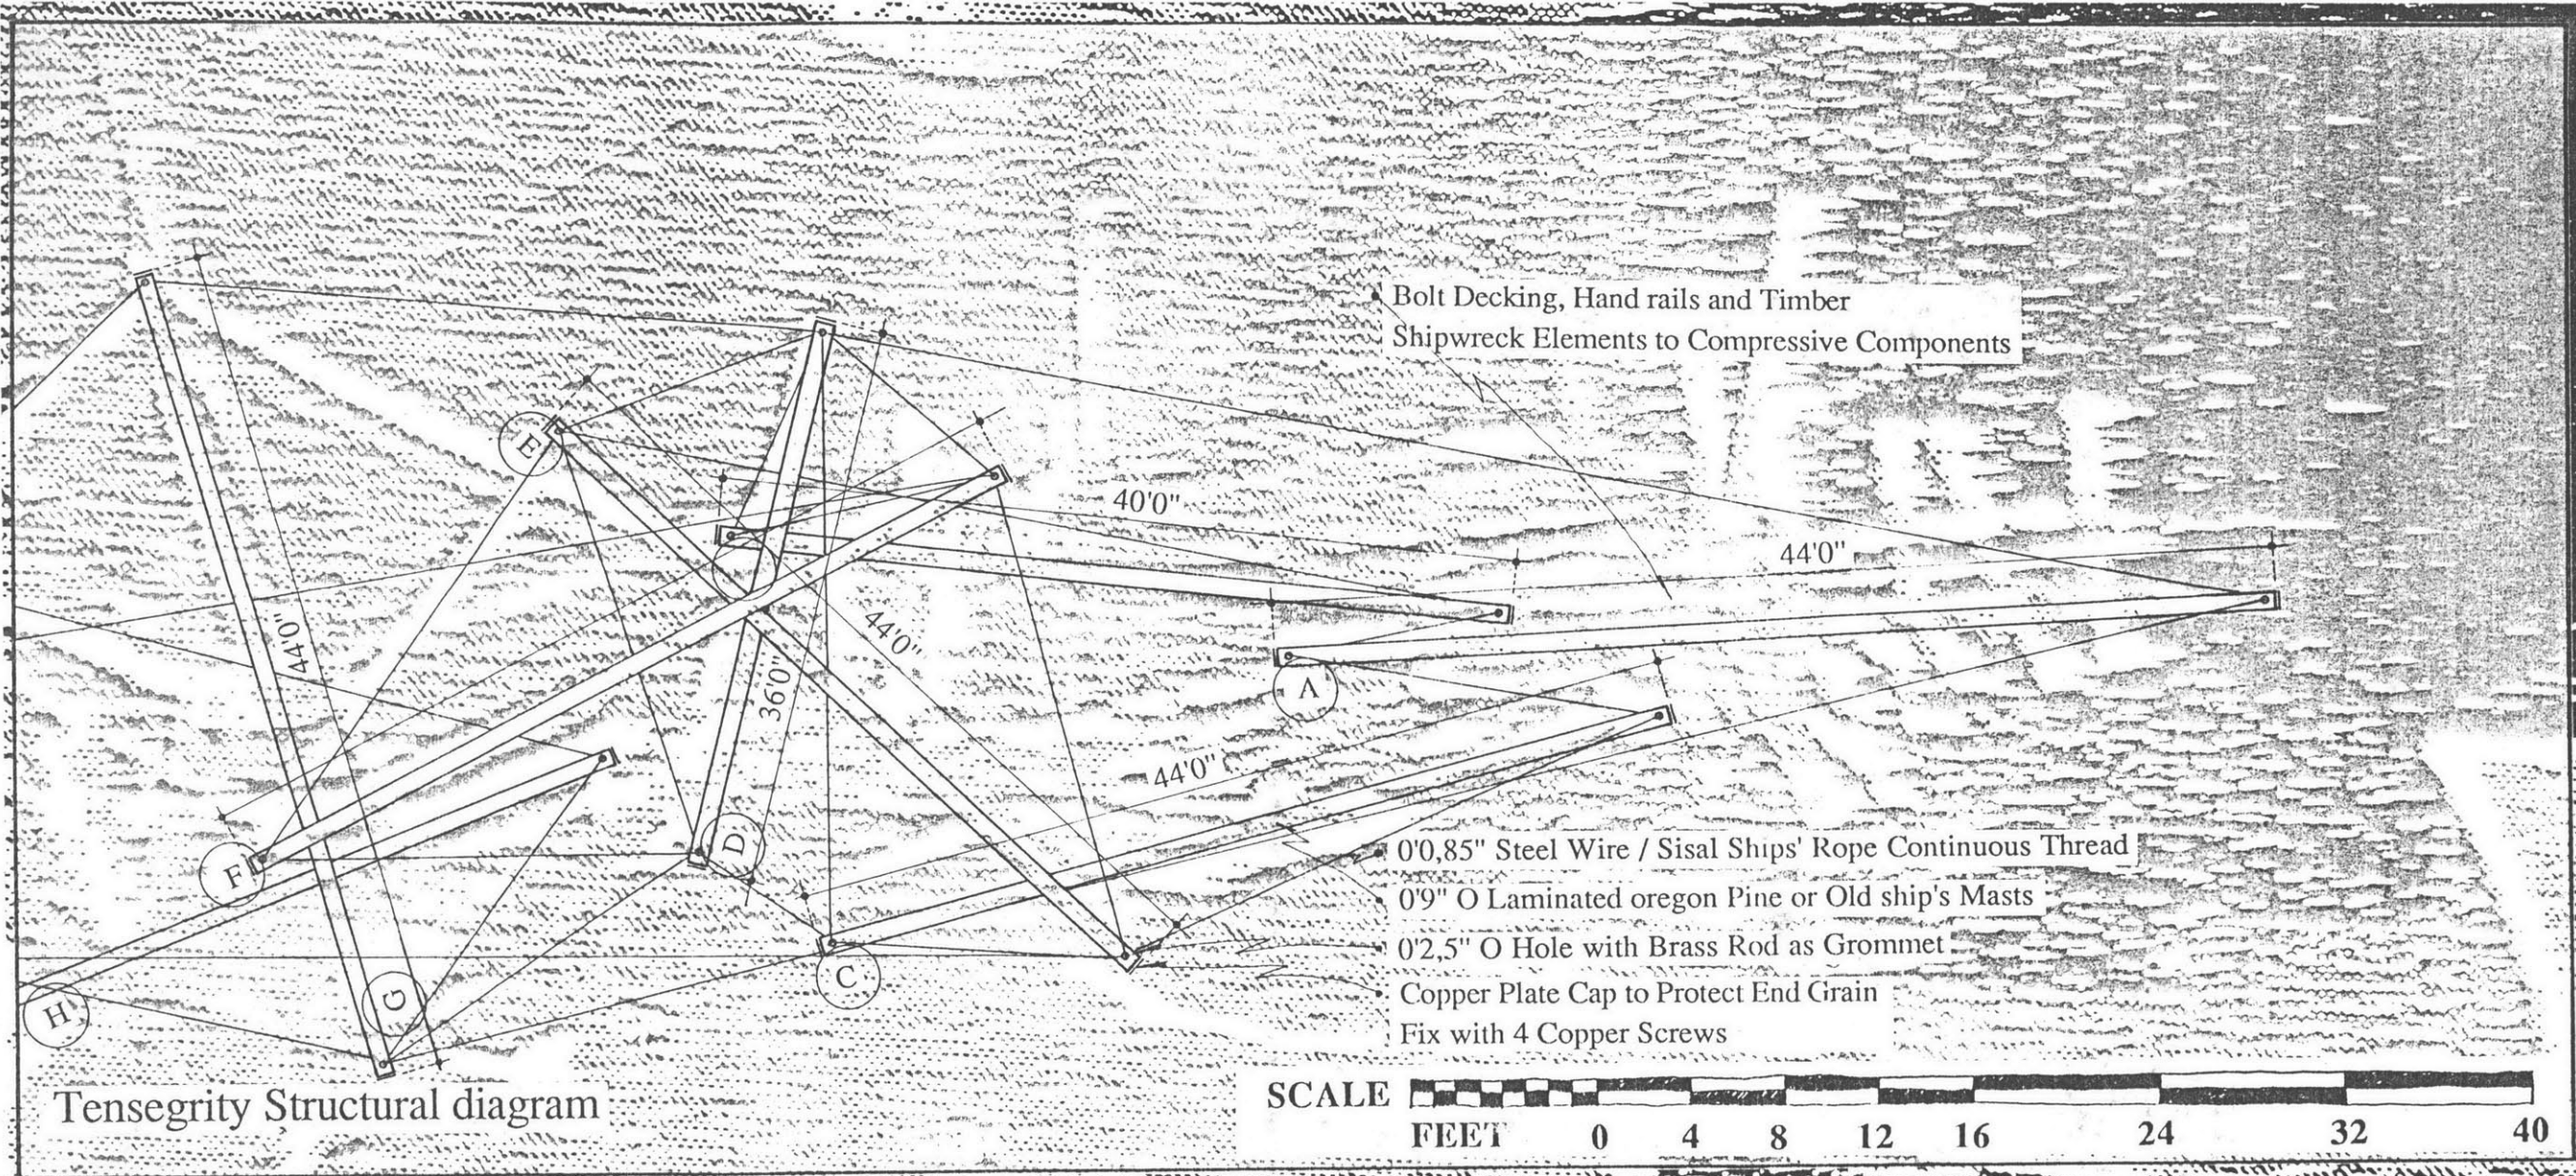 Bolt Decking, Hand rails and Timber
Shipwreck Elements to Compressive Components
E
40'0"
44'0"
44'0"
44'0"
36'0"
A
44'0"
D
0'0,85" Steel Wire / Sisal Ships' Rope Continuous Thread
F
0'9" O Laminated oregon Pine or Old ship's Masts
0'2,5" O Hole with Brass Rod as Grommet
C
G
H
Copper Plate Cap to Protect End Grain
Fix with 4 Copper Screws
Tensegrity Structural diagram
SCALE
FEET 0 4 8 12 16 24 32 40